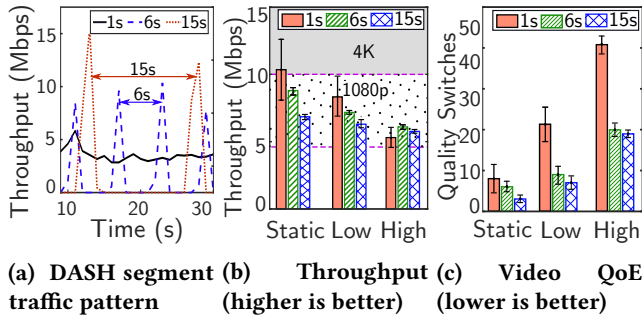 1s 6s 15s
Throughput (Mbps)
15
10
5
0
15s
6s
10 20 30
Time (s)
1s 6s 15s
Throughput (Mbps)
15
10
5
0
4K
1080p
Static Low High
1s 6s 15s
Quality Switches
50
40
30
20
10
0
Static Low High
(a) DASH segment
traffic pattern
(b) Throughput
(higher is better)
(c) Video QoE
(lower is better)